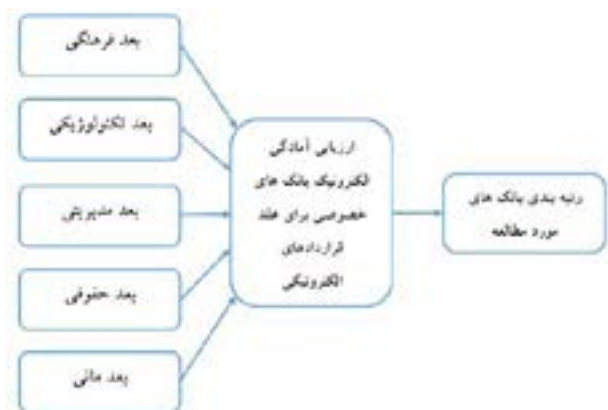 بعد فرهنگی
بعد تکنولوژیکی
بعد مدیریتی
بعد حقوقی
بعد مالی
ارزیابی آمادگی
الکترونیک بانک های
خصوصی برای عقد
قراردادهای
الکترونیکی
رتبه بندی بانک های
مورد مطالعه